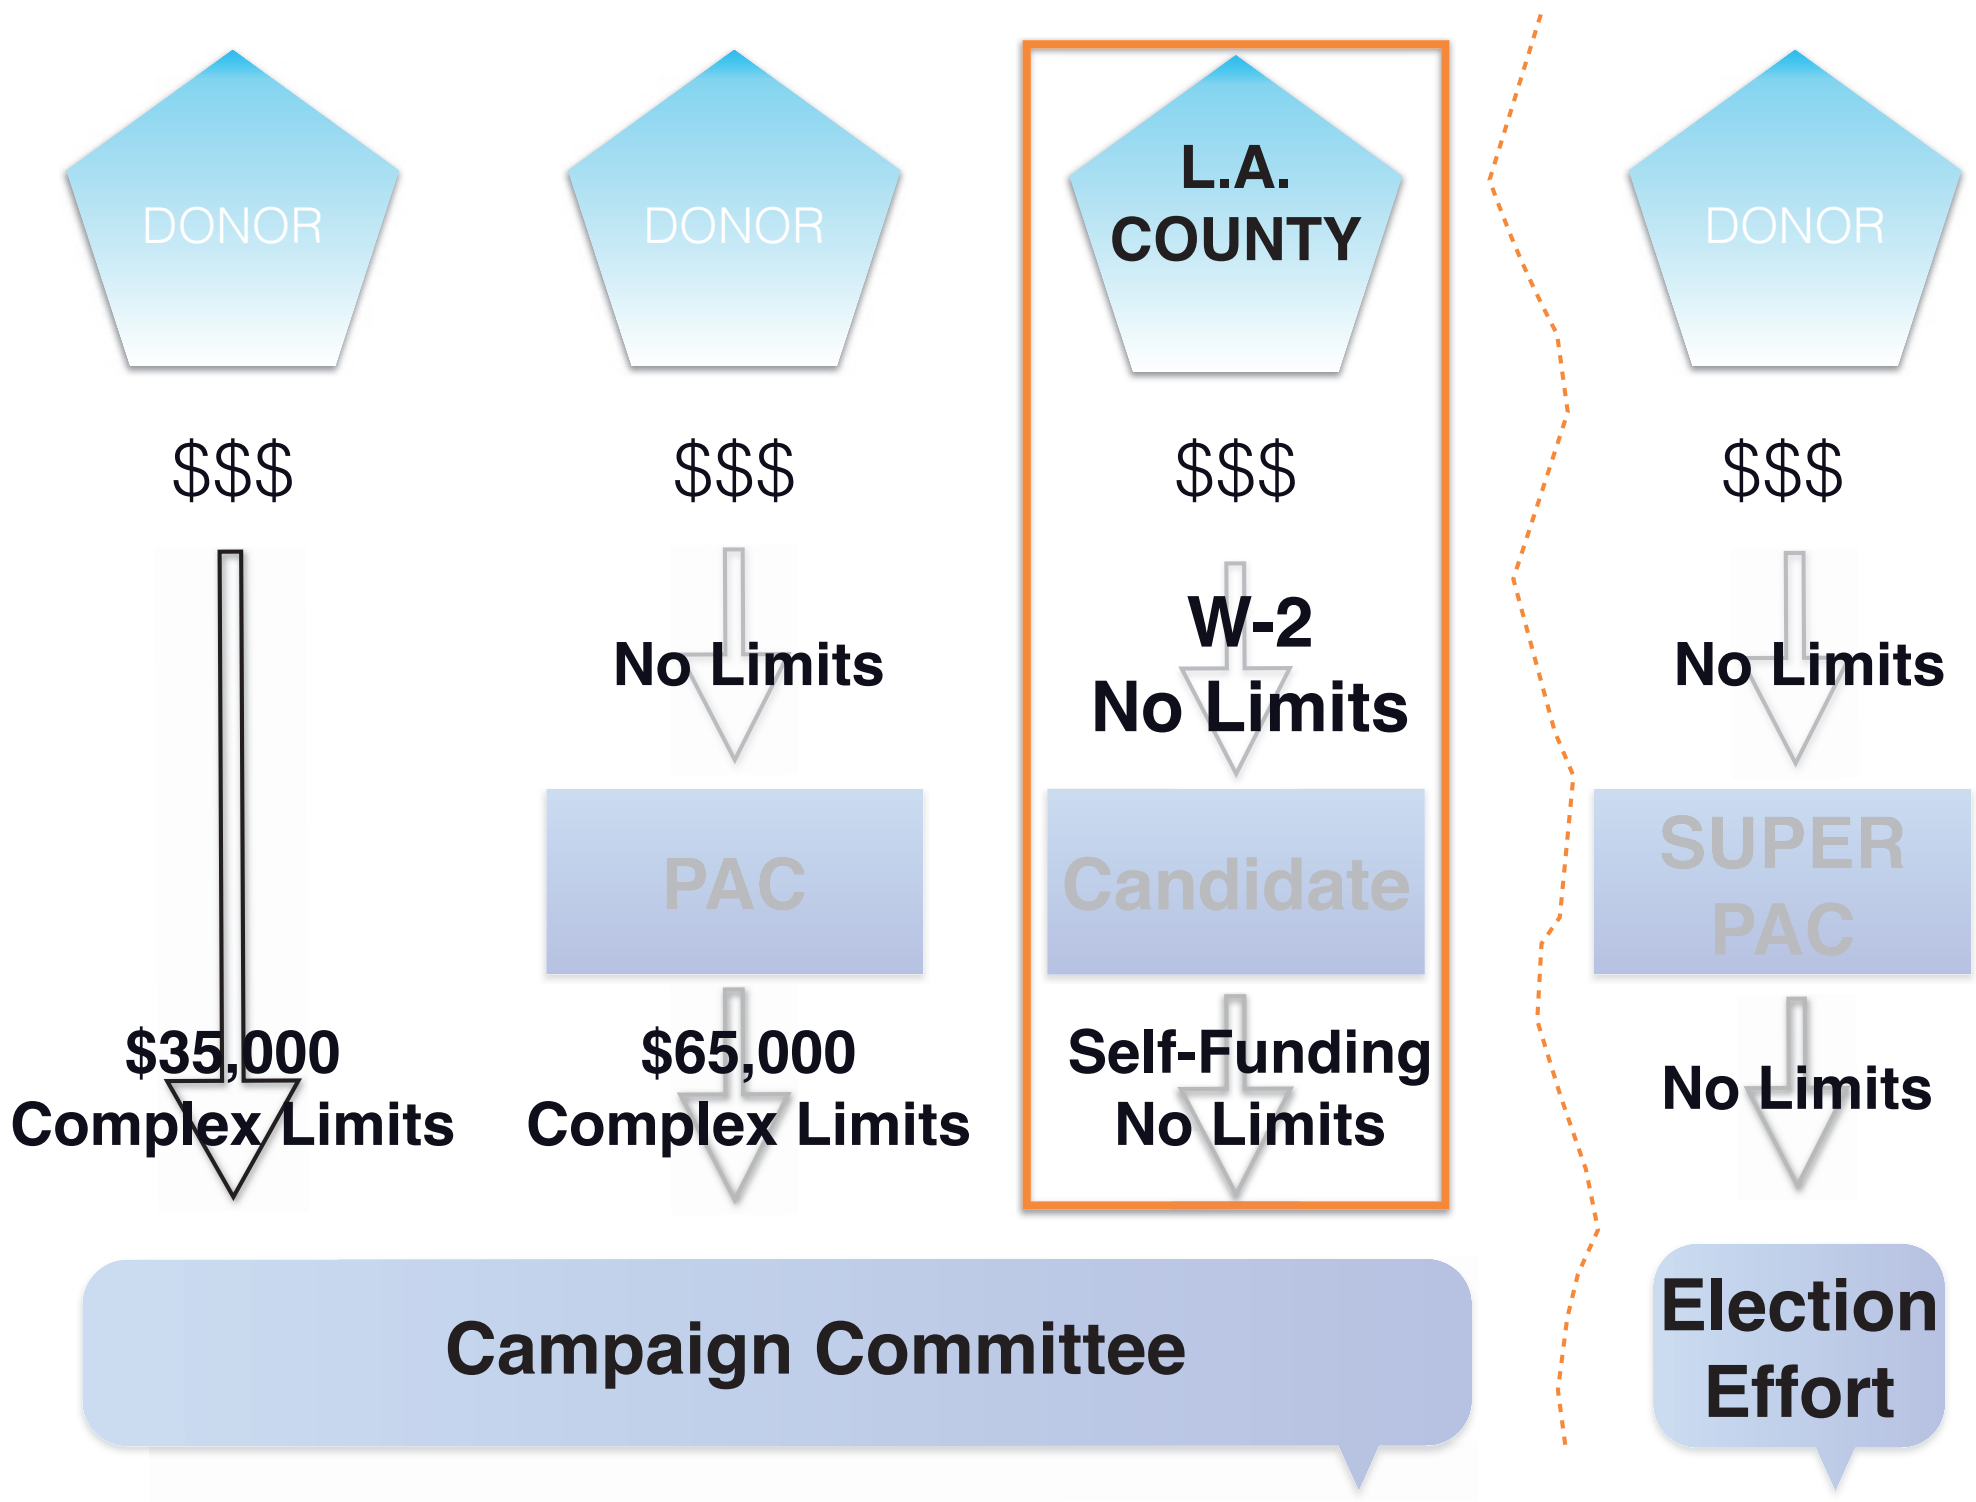 DONOR
$$$
$35,000
Complex Limits
DONOR
$$$
No Limits
PAC
$65,000
Complex Limits
L.A.
COUNTY
$$$
W-2
No Limits
Candidate
Self-Funding
No Limits
Campaign Committee
DONOR
$$$
No Limits
SUPER
PAC
No Limits
Election
Effort